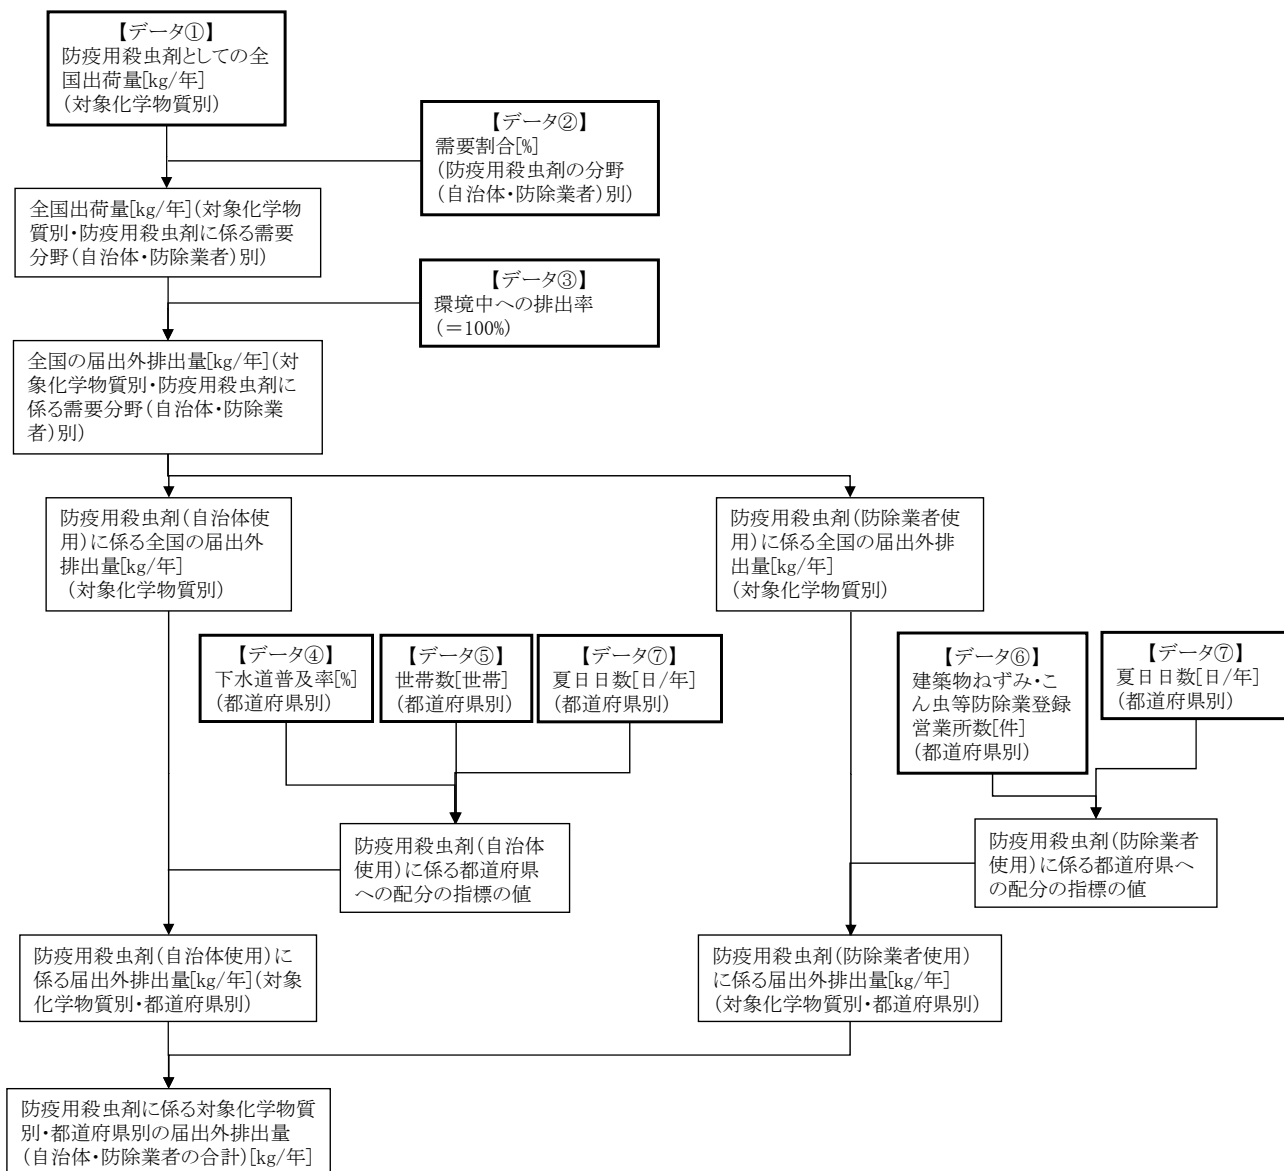 【データ①】
防疫用殺虫剤としての全
国出荷量[kg/年]
(対象化学物質別)
【データ②】
需要割合[%]
(防疫用殺虫剤の分野
(自治体・防除業者)別)
全国出荷量[kg/年](対象化学物
質別・防疫用殺虫剤に係る需要
分野(自治体・防除業者)別)
【データ③】
環境中への排出率
(＝100%)
全国の届出外排出量[kg/年](対
象化学物質別・防疫用殺虫剤に
係る需要分野(自治体・防除業
者)別)
防疫用殺虫剤(自治体使
用)に係る全国の届出外
排出量[kg/年]
(対象化学物質別)
防疫用殺虫剤(防除業者使
用)に係る全国の届出外排
出量[kg/年]
(対象化学物質別)
【データ④】
下水道普及率[%]
(都道府県別)
【データ⑤】
世帯数[世帯]
(都道府県別)
【データ⑦】
夏日日数[日/年]
(都道府県別)
【データ⑥】
建築物ねずみ・こ
ん虫等防除業登録
営業所数[件]
(都道府県別)
【データ⑦】
夏日日数[日/年]
(都道府県別)
防疫用殺虫剤(自治体
使用)に係る都道府県
への配分の指標の値
防疫用殺虫剤(防除業者
使用)に係る都道府県へ
の配分の指標の値
防疫用殺虫剤(自治体使用)に
係る届出外排出量[kg/年](対象
化学物質別・都道府県別)
防疫用殺虫剤(防除業者使用)
に係る届出外排出量[kg/年]
(対象化学物質別・都道府県別)
防疫用殺虫剤に係る対象化学物質
別・都道府県別の届出外排出量
(自治体・防除業者の合計)[kg/年]